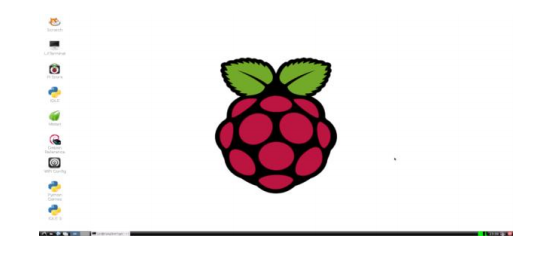 Scratch
LXTerminal
Pi Store
IDLE
Midori
Debian
Reference
WiFi Config
Python
Games
IDLE 3